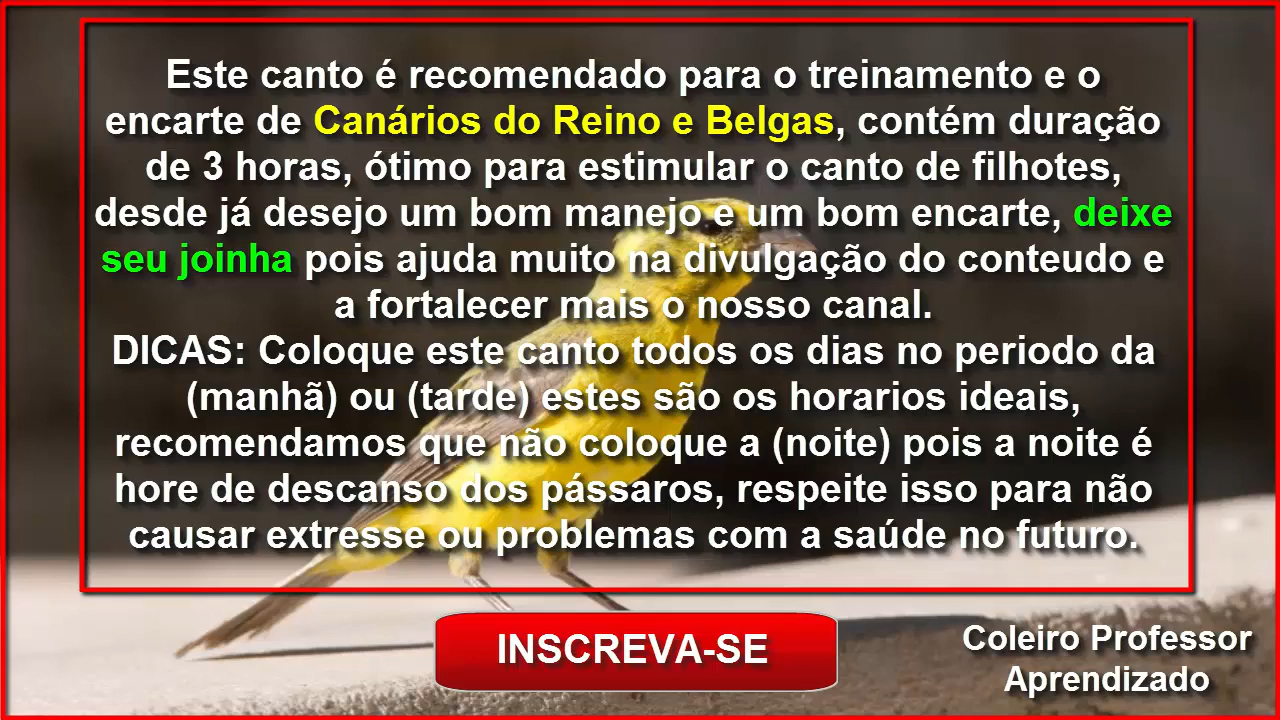 Este canto é recomendado para o treinamento e o
encarte de Canários do Reino e Belgas, contém duração
de 3 horas, ótimo para estimular o canto de filhotes,
desde já desejo um bom manejo e um bom encarte, deixe
seu joinha pois ajuda muito na divulgação do conteudo e
a fortalecer mais o nosso canal.
DICAS: Coloque este canto todos os dias no periodo da
(manhã) ou (tarde) estes são os horarios ideais,
recomendamos que não coloque a (noite) pois a noite é
hore de descanso dos pássaros, respeite isso para não
causar extresse ou problemas com a saúde no futuro.
INSCREVA-SE
Coleiro Professor
Aprendizado